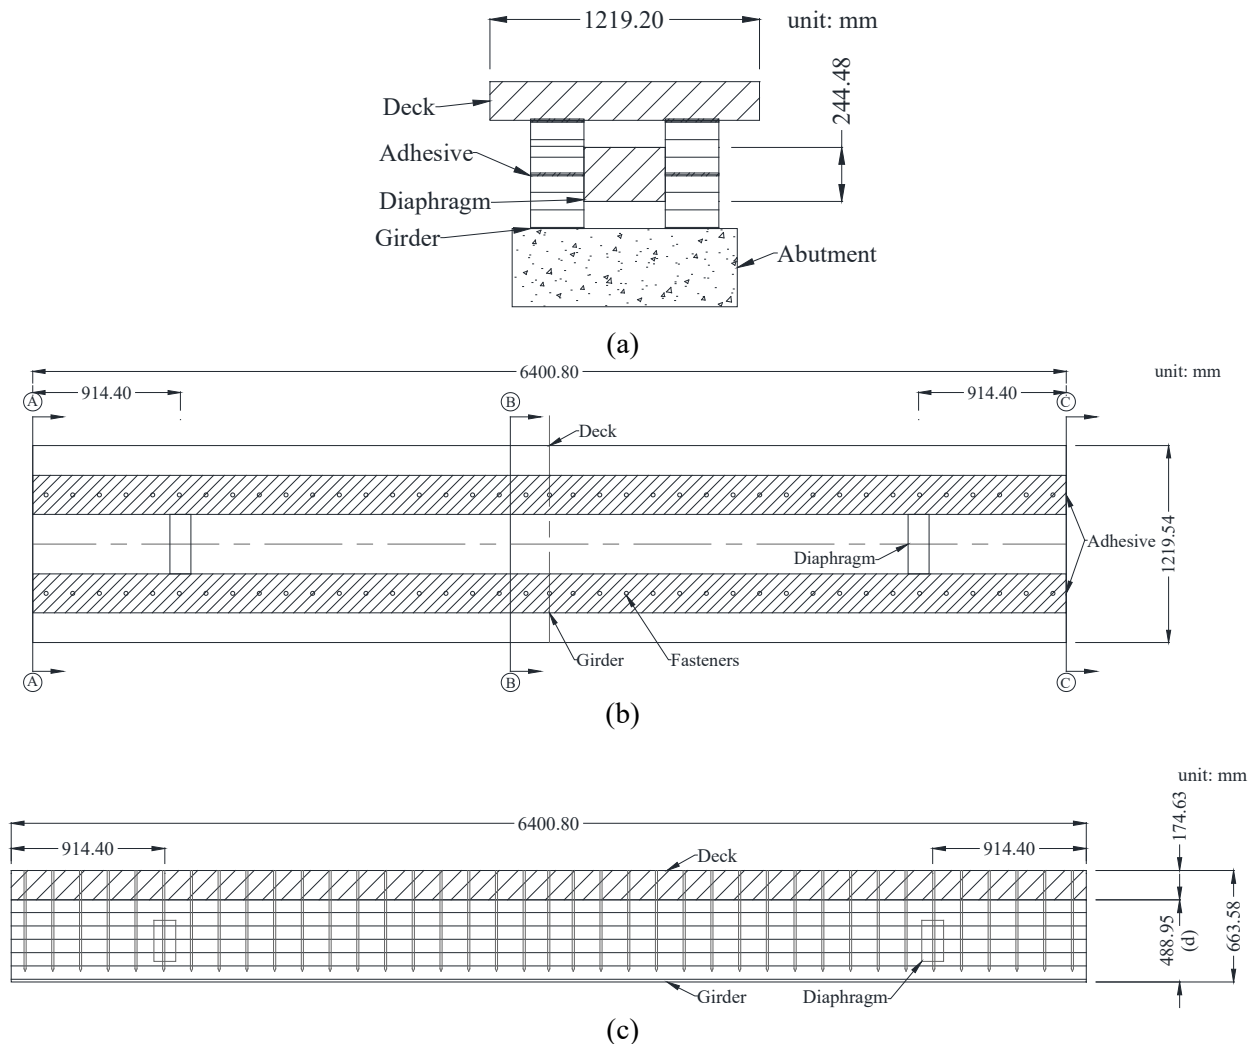 1219.20
unit: mm
244.48
Deck
Adhesive
Diaphragm
Girder
Abutment
(a)
6400.80
unit: mm
914.40
914.40
A
B
C
Deck
1219.54
Adhesive
Diaphragm
Girder
Fasteners
A
B
C
(b)
unit: mm
174.63
6400.80
914.40
914.40
Deck
488.95
(d)
663.58
Girder
Diaphragm
(c)